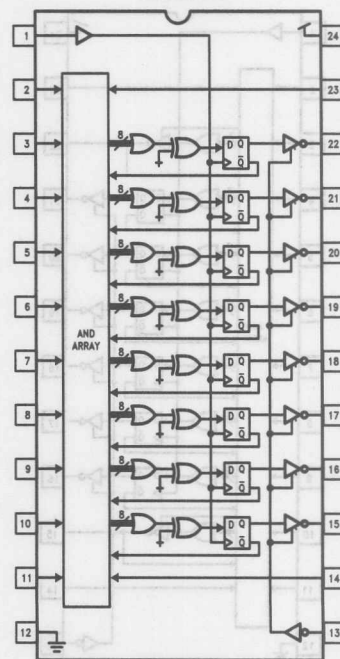 1 24
2 23
3 8 D Q 22
Q̅
4 8 D Q 21
Q̅
5 8 D Q 20
Q̅
6 8 D Q 19
Q̅
AND
ARRAY
7 8 D Q 18
Q̅
8 8 D Q 17
Q̅
9 8 D Q 16
Q̅
10 8 D Q 15
Q̅
11 14
12 13